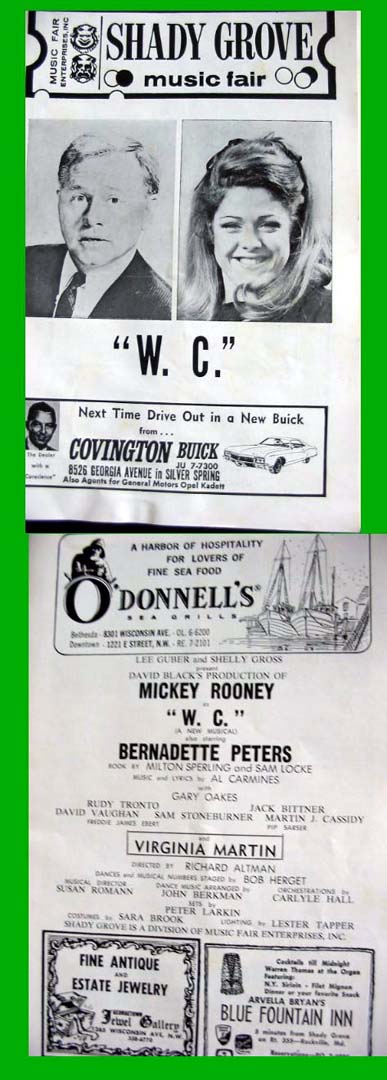 MUSIC FAIR
ENTERPRISES, INC
SHADY GROVE
music fair
"W. C."
The Dealer
with a
Conscience"
Next Time Drive Out in a New Buick
from ...
COVINGTON BUICK
JU 7-7300
8526 GEORGIA AVENUE in SILVER SPRING
Also Agents for General Motors Opel Kadett
A HARBOR OF HOSPITALITY
FOR LOVERS OF
FINE SEA FOOD
O'DONNELL'S
SEA GRILLS
Bethesda - 8301 WISCONSIN AVE. - OL. 6-6200
Downtown - 1221 E STREET, N.W. - RE. 7-2101
LEE GUBER and SHELLY GROSS
present
DAVID BLACK'S PRODUCTION OF
MICKEY ROONEY
as
"W. C."
(A NEW MUSICAL)
also starring
BERNADETTE PETERS
BOOK BY MILTON SPERLING and SAM LOCKE
MUSIC and LYRICS by AL CARMINES
with
GARY OAKES
RUDY TRONTO JACK BITTNER
DAVID VAUGHAN SAM STONEBURNER MARTIN J. CASSIDY
FREDDIE JAMES EBERT PIP SARSER
and
VIRGINIA MARTIN
DIRECTED BY RICHARD ALTMAN
DANCES and MUSICAL NUMBERS STAGED by BOB HERGET
MUSICAL DIRECTOR DANCE MUSIC ARRANGED by ORCHESTRATIONS by
SUSAN ROMANN JOHN BERKMAN CARLYLE HALL
SETS by
PETER LARKIN
COSTUMES by SARA BROOK LIGHTING by LESTER TAPPER
SHADY GROVE IS A DIVISION OF MUSIC FAIR ENTERPRISES, INC.
FINE ANTIQUE
AND
ESTATE JEWELRY
GEORGETOWN
Jewel Gallery
1365 WISCONSIN AVE., N.W.
338-6770
Cocktails till Midnight
Warren Thomas at the Organ
Featuring:
N.Y. Sirloin - Filet Mignon
Dinner or your favorite Snack
ARVELLA BRYAN'S
BLUE FOUNTAIN INN
3 minutes from Shady Grove
on Rt. 355—Rockville, Md.